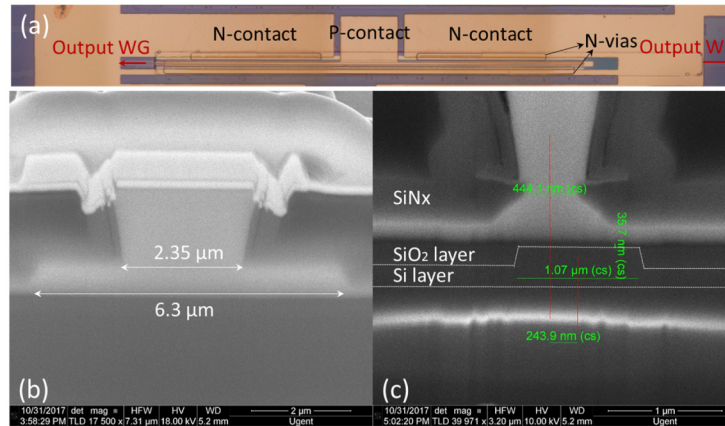 (a)
N-contact P-contact N-contact
N-vias
Output WG
Output W
(b)
2.35 µm
6.3 µm
10/31/2017 det mag HFW HV WD
3:58:29 PM TLD 17 500 x 7.31 µm 18.00 kV 5.2 mm
2 µm
Ugent
(c)
SiNx
SiO₂ layer
Si layer
nm (cs)
35.7 nm (cs)
1.07 µm (cs)
243.9 nm (cs)
10/31/2017 det mag HFW HV WD
5:02:20 PM TLD 39 971 x 3.20 µm 10.00 kV 5.2 mm
1 µm
Ugent